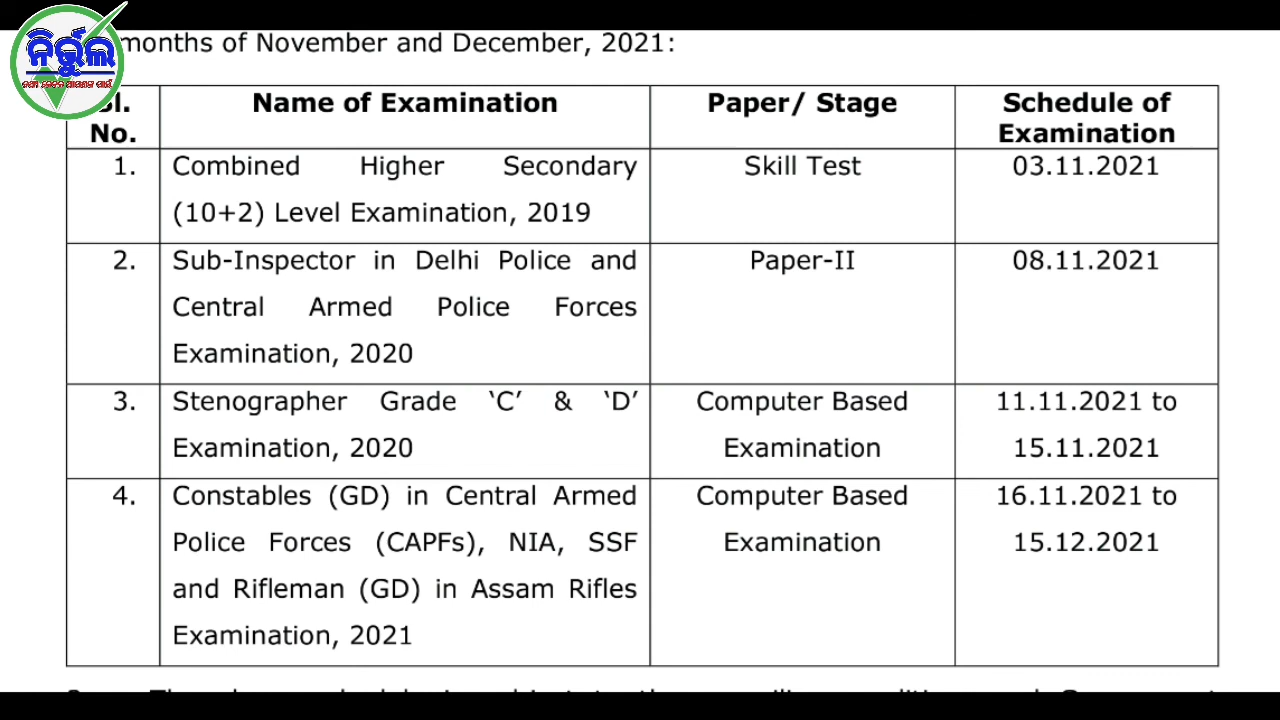 ନିର୍ଭୁଲ
months of November and December, 2021:
Sl. No. Name of Examination Paper/ Stage Schedule of Examination
1. Combined Higher Secondary Skill Test 03.11.2021
(10+2) Level Examination, 2019
2. Sub-Inspector in Delhi Police and Paper-II 08.11.2021
Central Armed Police Forces
Examination, 2020
3. Stenographer Grade ‘C’ & ‘D’ Computer Based 11.11.2021 to
Examination, 2020 Examination 15.11.2021
4. Constables (GD) in Central Armed Computer Based 16.11.2021 to
Police Forces (CAPFs), NIA, SSF Examination 15.12.2021
and Rifleman (GD) in Assam Rifles
Examination, 2021